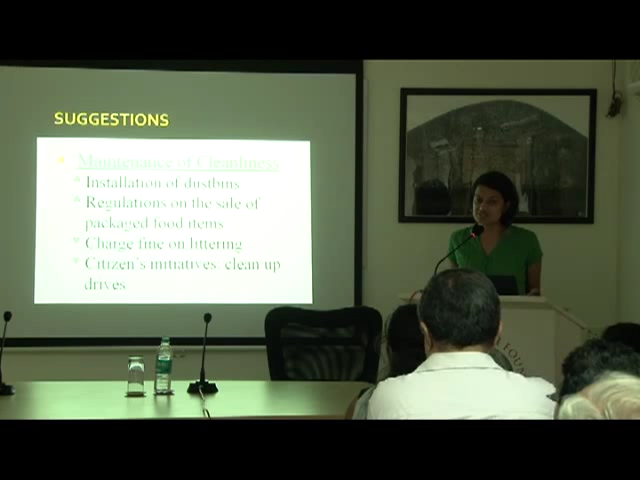 SUGGESTIONS
Maintenance of Cleanliness
Installation of dustbins
Regulations on the sale of
packaged food items
Charge fine on littering
Citizen's initiatives: clean up
drives
FOUN